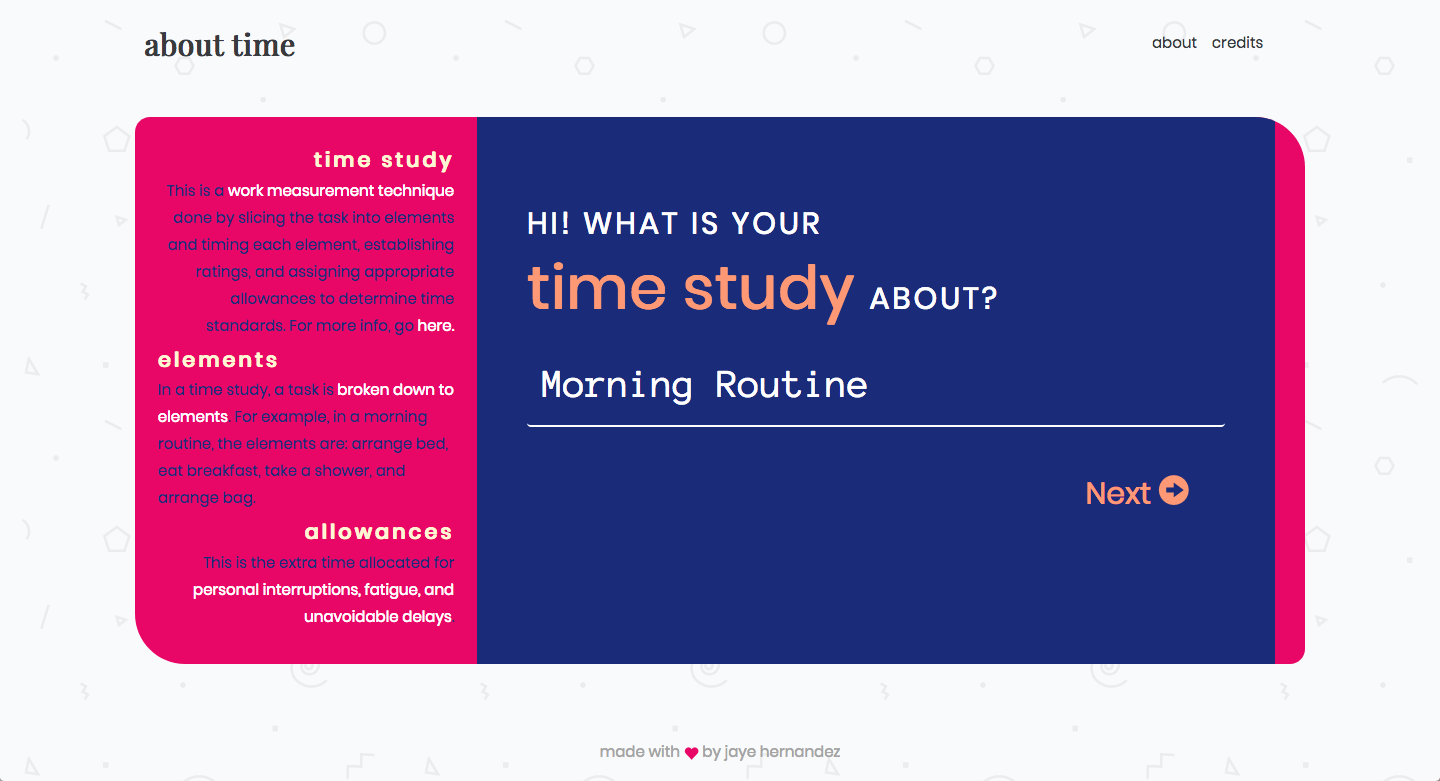 about time
about credits
time study
This is a work measurement technique
done by slicing the task into elements
and timing each element, establishing
ratings, and assigning appropriate
allowances to determine time
standards. For more info, go here.
elements
In a time study, a task is broken down to
elements. For example, in a morning
routine, the elements are: arrange bed,
eat breakfast, take a shower, and
arrange bag.
allowances
This is the extra time allocated for
personal interruptions, fatigue, and
unavoidable delays.
HI! WHAT IS YOUR
time study ABOUT?
Morning Routine
Next
made with by jaye hernandez